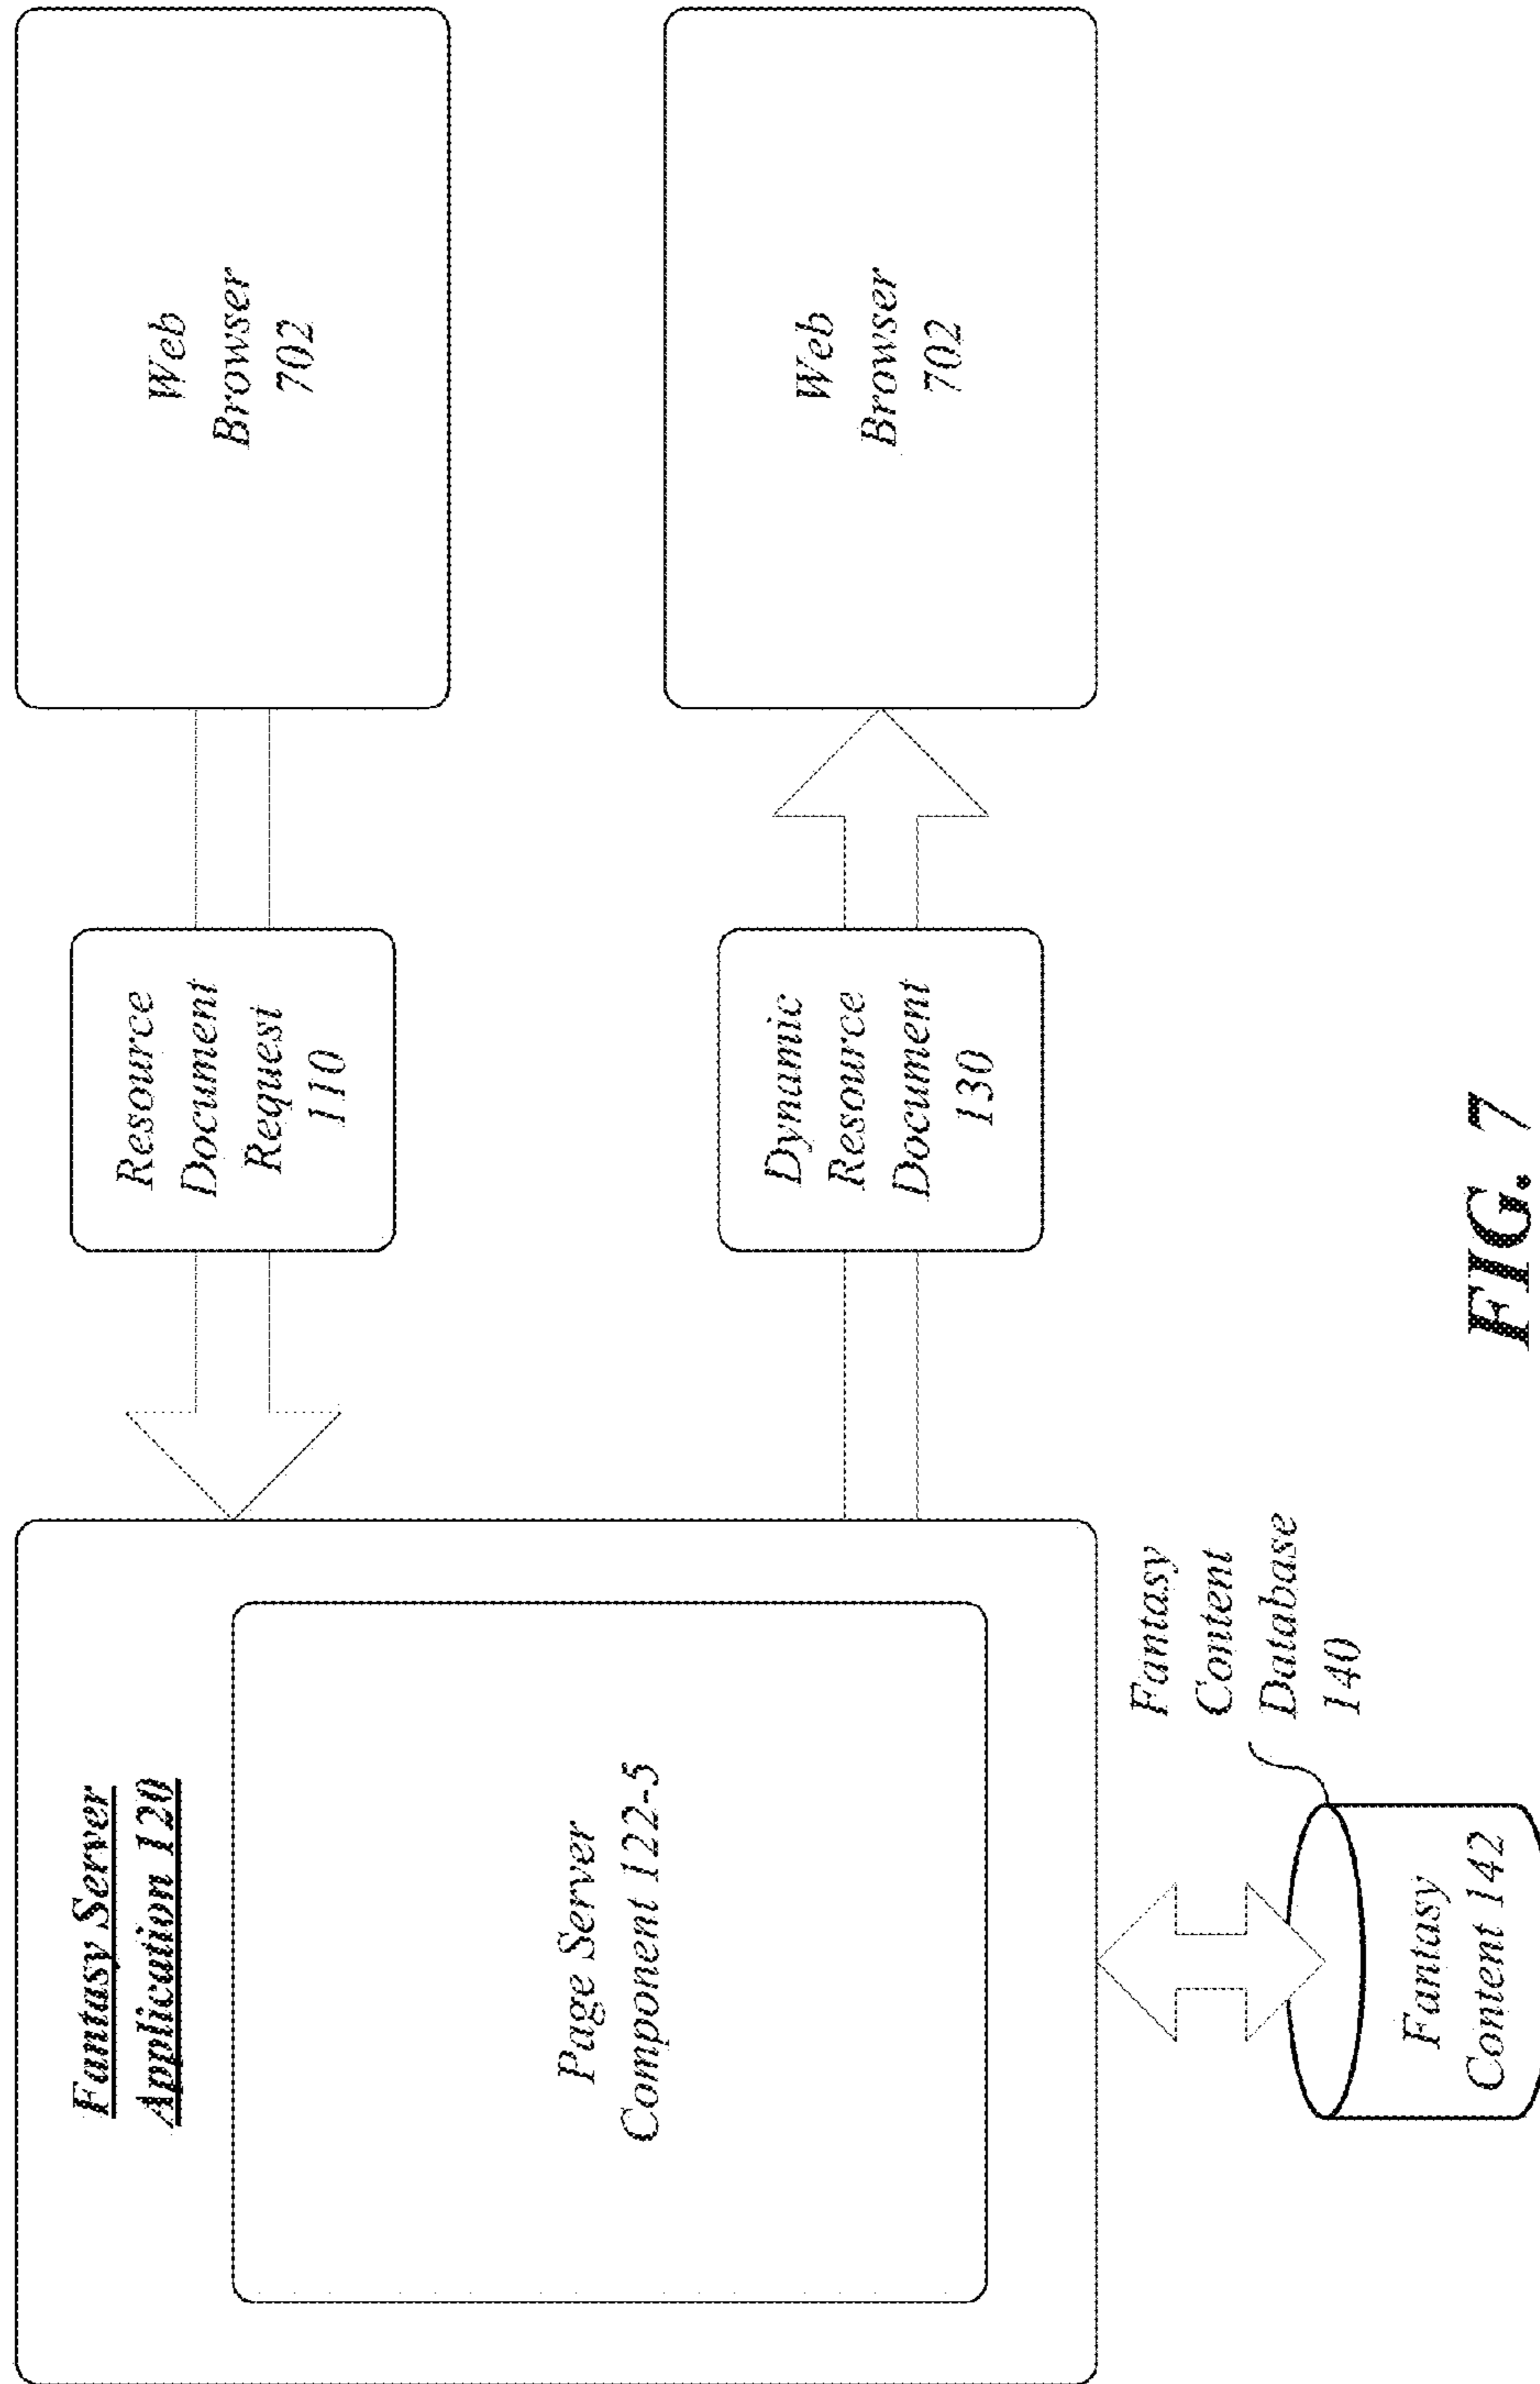 Fantasy Server
Application 120
Page Server
Component 122-5
Resource
Document
Request
110
Web
Browser
702
Dynamic
Resource
Document
130
Web
Browser
702
Fantasy
Content
Database
140
Fantasy
Content 142
FIG. 7